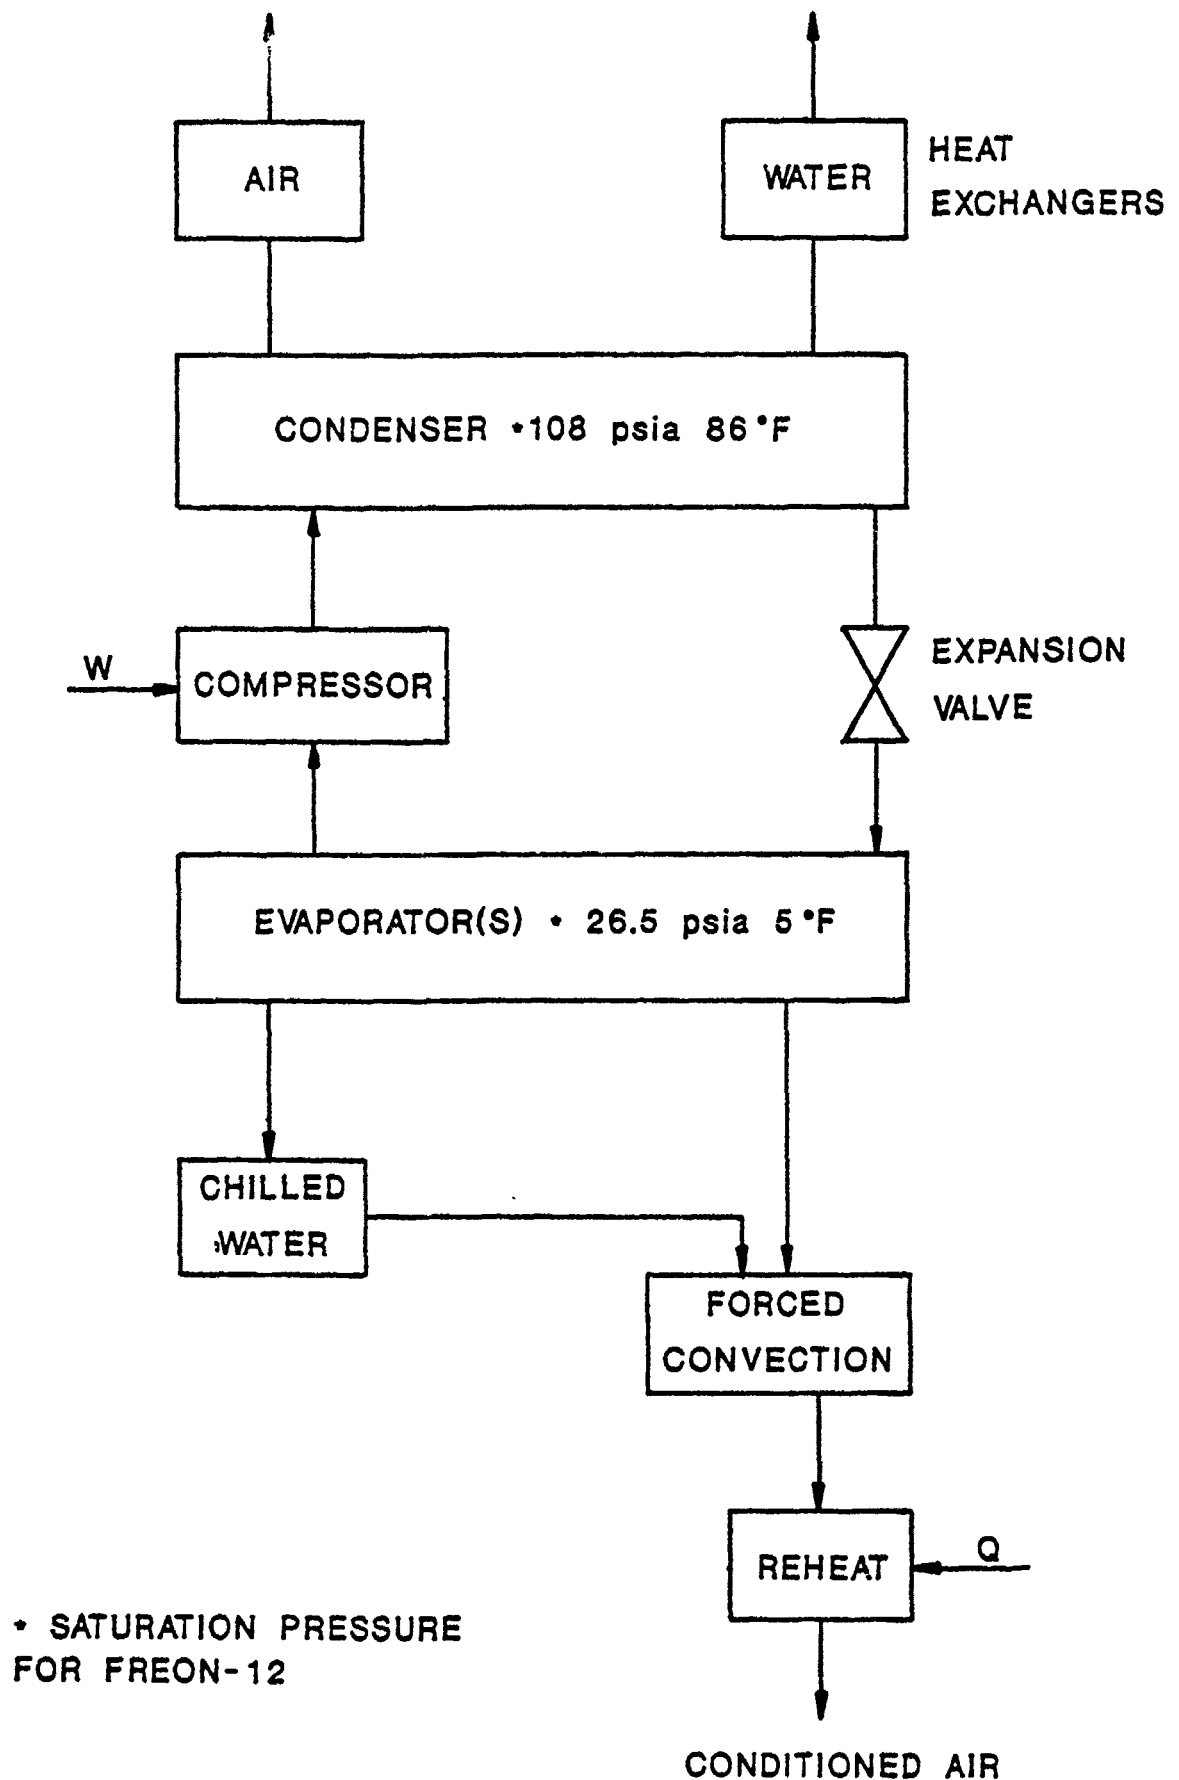 AIR
WATER
HEAT
EXCHANGERS
CONDENSER *108 psia 86°F
W
COMPRESSOR
EXPANSION
VALVE
EVAPORATOR(S) * 26.5 psia 5°F
CHILLED
WATER
FORCED
CONVECTION
REHEAT
Q
* SATURATION PRESSURE
FOR FREON-12
CONDITIONED AIR